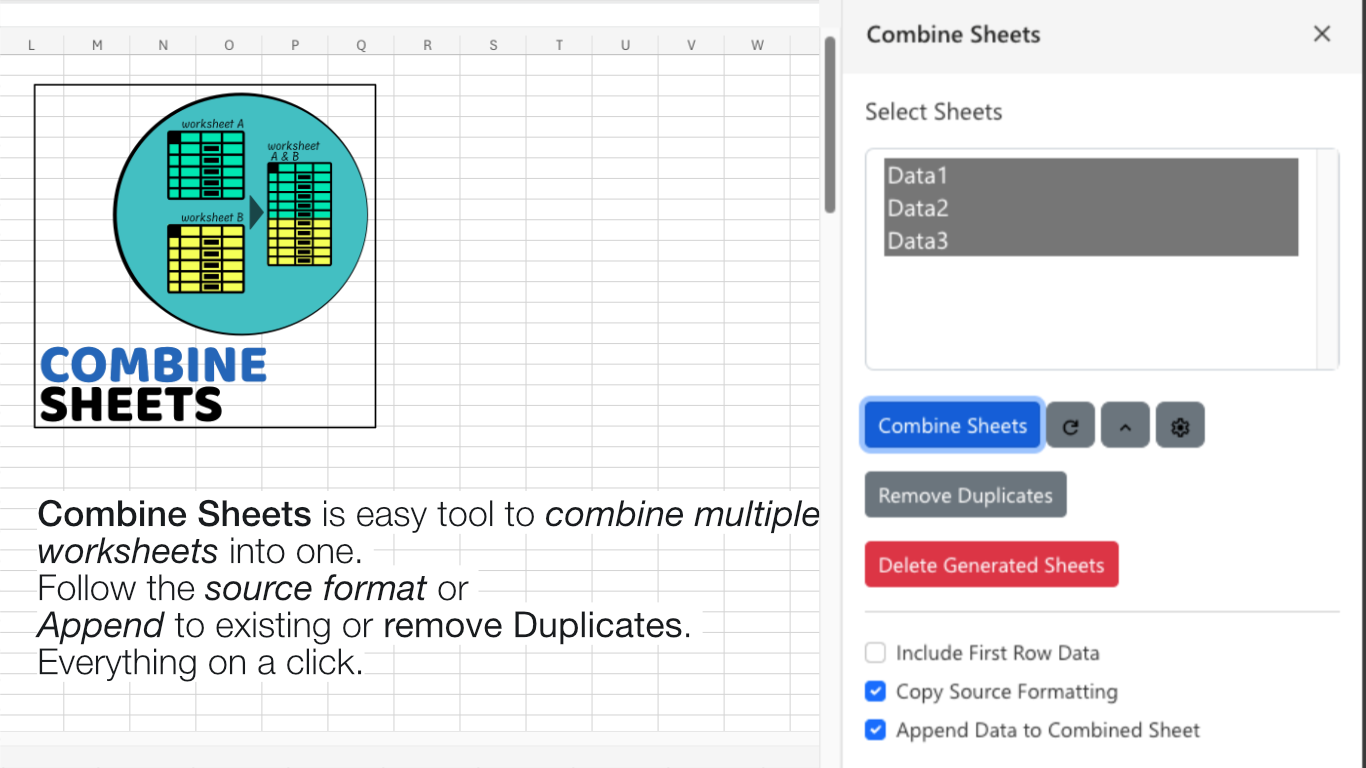 L M N O P Q R S T U V W
worksheet A
worksheet
A & B
worksheet B
COMBINE
SHEETS
Combine Sheets is easy tool to combine multiple
worksheets into one.
Follow the source format or
Append to existing or remove Duplicates.
Everything on a click.
Combine Sheets
Select Sheets
Data1
Data2
Data3
Combine Sheets
Remove Duplicates
Delete Generated Sheets
Include First Row Data
Copy Source Formatting
Append Data to Combined Sheet